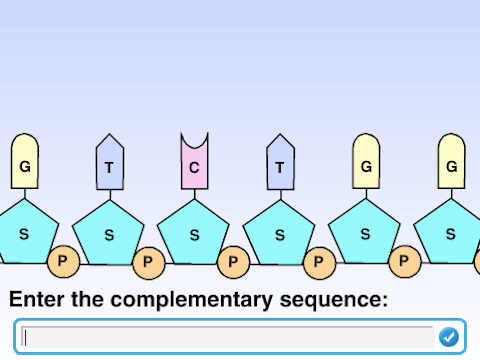 G T C T G G
S S S S S S
P P P P P
Enter the complementary sequence: